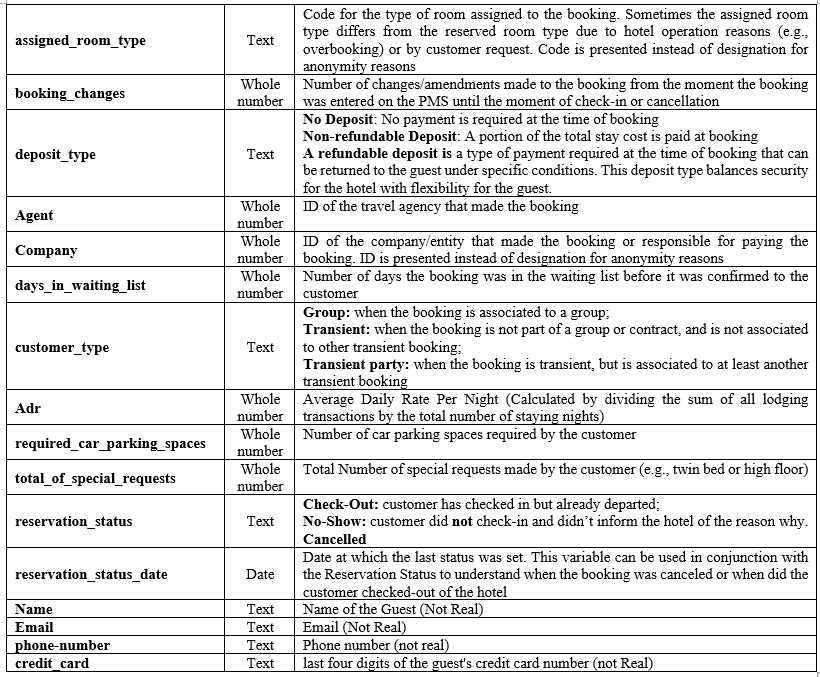 assigned_room_type
Text
Code for the type of room assigned to the booking. Sometimes the assigned room
type differs from the reserved room type due to hotel operation reasons (e.g.,
overbooking) or by customer request. Code is presented instead of designation for
anonymity reasons
booking_changes
Whole
number
Number of changes/amendments made to the booking from the moment the booking
was entered on the PMS until the moment of check-in or cancellation
deposit_type
Text
No Deposit: No payment is required at the time of booking
Non-refundable Deposit: A portion of the total stay cost is paid at booking
A refundable deposit is a type of payment required at the time of booking that can
be returned to the guest under specific conditions. This deposit type balances security
for the hotel with flexibility for the guest.
Agent
Whole
number
ID of the travel agency that made the booking
Company
Whole
number
ID of the company/entity that made the booking or responsible for paying the
booking. ID is presented instead of designation for anonymity reasons
days_in_waiting_list
Whole
number
Number of days the booking was in the waiting list before it was confirmed to the
customer
customer_type
Text
Group: when the booking is associated to a group;
Transient: when the booking is not part of a group or contract, and is not associated
to other transient booking;
Transient party: when the booking is transient, but is associated to at least another
transient booking
Adr
Whole
number
Average Daily Rate Per Night (Calculated by dividing the sum of all lodging
transactions by the total number of staying nights)
required_car_parking_spaces
Whole
number
Number of car parking spaces required by the customer
total_of_special_requests
Whole
number
Total Number of special requests made by the customer (e.g., twin bed or high floor)
reservation_status
Text
Check-Out: customer has checked in but already departed;
No-Show: customer did not check-in and didn't inform the hotel of the reason why.
Cancelled
reservation_status_date
Date
Date at which the last status was set. This variable can be used in conjunction with
the Reservation Status to understand when the booking was canceled or when did the
customer checked-out of the hotel
Name
Text
Name of the Guest (Not Real)
Email
Text
Email (Not Real)
phone-number
Text
Phone number (not real)
credit_card
Text
last four digits of the guest's credit card number (not Real)